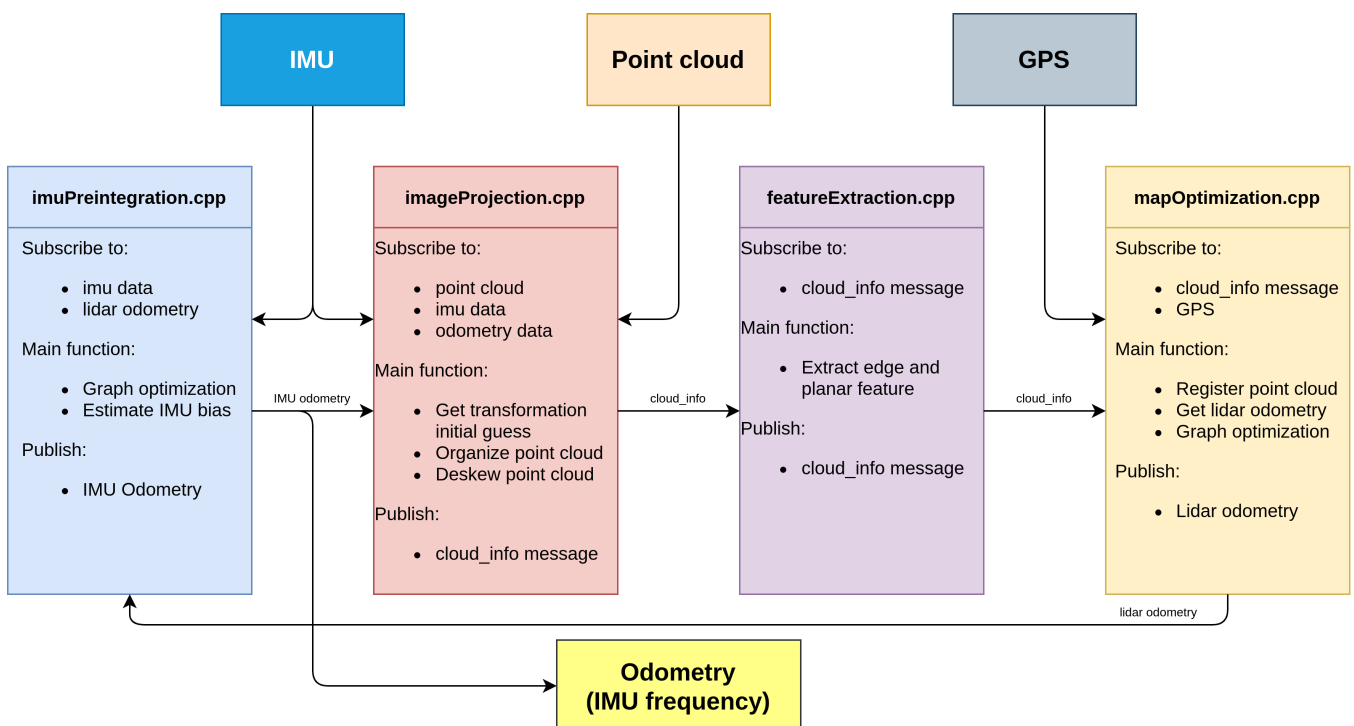 IMU
Point cloud
GPS
imuPreintegration.cpp
Subscribe to:
• imu data
• lidar odometry
Main function:
• Graph optimization
• Estimate IMU bias
Publish:
• IMU Odometry
IMU odometry
imageProjection.cpp
Subscribe to:
• point cloud
• imu data
• odometry data
Main function:
• Get transformation
initial guess
• Organize point cloud
• Deskew point cloud
Publish:
• cloud_info message
cloud_info
featureExtraction.cpp
Subscribe to:
• cloud_info message
Main function:
• Extract edge and
planar feature
Publish:
• cloud_info message
cloud_info
mapOptimization.cpp
Subscribe to:
• cloud_info message
• GPS
Main function:
• Register point cloud
• Get lidar odometry
• Graph optimization
Publish:
• Lidar odometry
lidar odometry
Odometry
(IMU frequency)